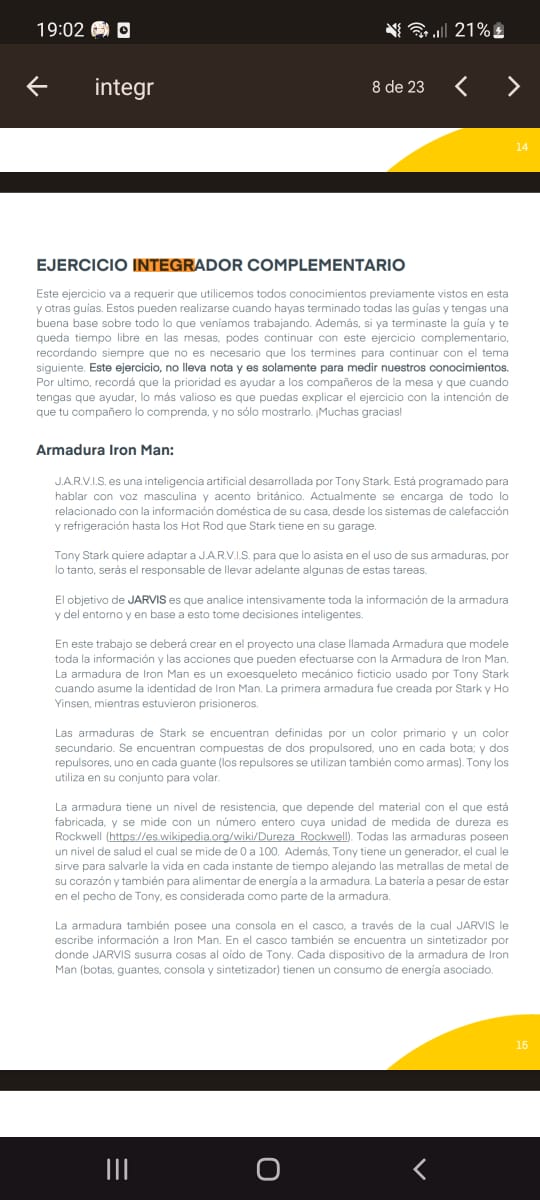 19:02
21%
integr
8 de 23
14
EJERCICIO INTEGRADOR COMPLEMENTARIO
Este ejercicio va a requerir que utilicemos todos conocimientos previamente vistos en esta
y otras guías. Estos pueden realizarse cuando hayas terminado todas las guías y tengas una
buena base sobre todo lo que veníamos trabajando. Además, si ya terminaste la guía y te
queda tiempo libre en las mesas, podes continuar con este ejercicio complementario,
recordando siempre que no es necesario que los termines para continuar con el tema
siguiente. Este ejercicio, no lleva nota y es solamente para medir nuestros conocimientos.
Por ultimo, recordá que la prioridad es ayudar a los compañeros de la mesa y que cuando
tengas que ayudar, lo más valioso es que puedas explicar el ejercicio con la intención de
que tu compañero lo comprenda, y no sólo mostrarlo. ¡Muchas gracias!
Armadura Iron Man:
J.A.R.V.I.S. es una inteligencia artificial desarrollada por Tony Stark. Está programado para
hablar con voz masculina y acento británico. Actualmente se encarga de todo lo
relacionado con la información doméstica de su casa, desde los sistemas de calefacción
y refrigeración hasta los Hot Rod que Stark tiene en su garage.
Tony Stark quiere adaptar a J.A.R.V.I.S. para que lo asista en el uso de sus armaduras, por
lo tanto, serás el responsable de llevar adelante algunas de estas tareas.
El objetivo de JARVIS es que analice intensivamente toda la información de la armadura
y del entorno y en base a esto tome decisiones inteligentes.
En este trabajo se deberá crear en el proyecto una clase llamada Armadura que modele
toda la información y las acciones que pueden efectuarse con la Armadura de Iron Man.
La armadura de Iron Man es un exoesqueleto mecánico ficticio usado por Tony Stark
cuando asume la identidad de Iron Man. La primera armadura fue creada por Stark y Ho
Yinsen, mientras estuvieron prisioneros.
Las armaduras de Stark se encuentran definidas por un color primario y un color
secundario. Se encuentran compuestas de dos propulsored, uno en cada bota; y dos
repulsores, uno en cada guante (los repulsores se utilizan también como armas). Tony los
utiliza en su conjunto para volar.
La armadura tiene un nivel de resistencia, que depende del material con el que está
fabricada, y se mide con un número entero cuya unidad de medida de dureza es
Rockwell (https://es.wikipedia.org/wiki/Dureza_Rockwell). Todas las armaduras poseen
un nivel de salud el cual se mide de 0 a 100. Además, Tony tiene un generador, el cual le
sirve para salvarle la vida en cada instante de tiempo alejando las metrallas de metal de
su corazón y también para alimentar de energía a la armadura. La batería a pesar de estar
en el pecho de Tony, es considerada como parte de la armadura.
La armadura también posee una consola en el casco, a través de la cual JARVIS le
escribe información a Iron Man. En el casco también se encuentra un sintetizador por
donde JARVIS susurra cosas al oído de Tony. Cada dispositivo de la armadura de Iron
Man (botas, guantes, consola y sintetizador) tienen un consumo de energía asociado.
15